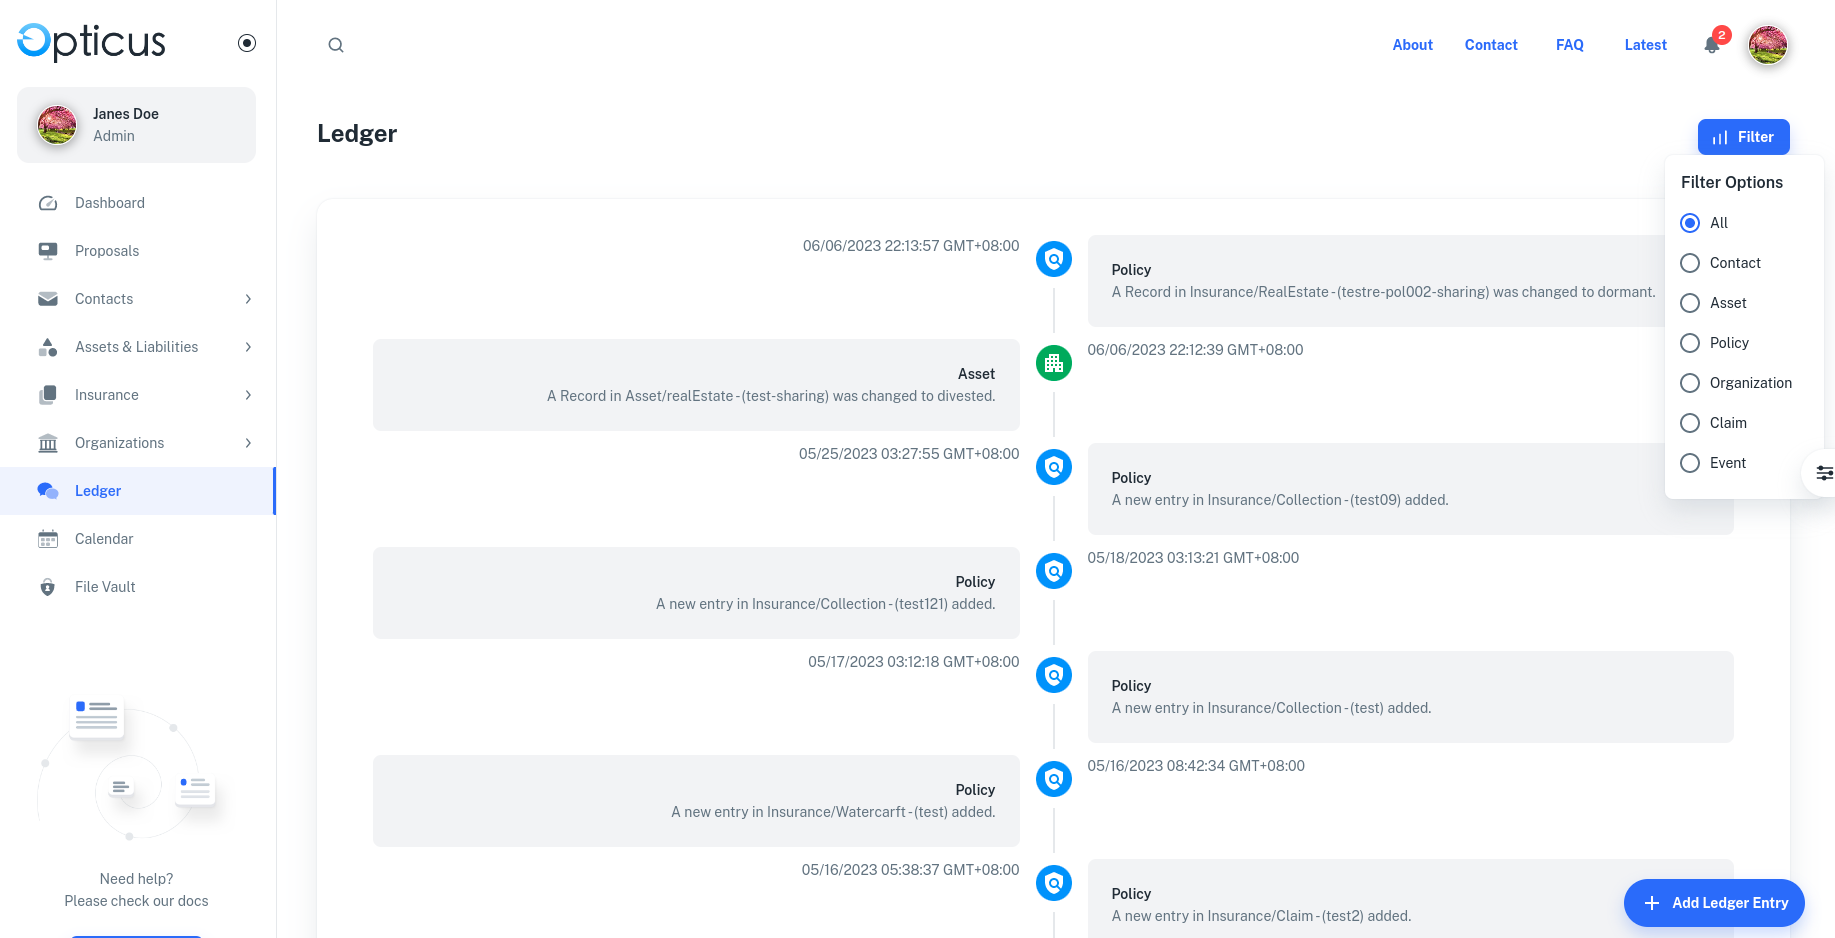 Opticus
Janes Doe
Admin
Dashboard
Proposals
Contacts
Assets & Liabilities
Insurance
Organizations
Ledger
Calendar
File Vault
Need help?
Please check our docs
About
Contact
FAQ
Latest
2
Ledger
Filter
Filter Options
All
Contact
Asset
Policy
Organization
Claim
Event
06/06/2023 22:13:57 GMT+08:00
Policy
A Record in Insurance/RealEstate - (testre-pol002-sharing) was changed to dormant.
06/06/2023 22:12:39 GMT+08:00
Asset
A Record in Asset/realEstate - (test-sharing) was changed to divested.
05/25/2023 03:27:55 GMT+08:00
Policy
A new entry in Insurance/Collection - (test09) added.
05/18/2023 03:13:21 GMT+08:00
Policy
A new entry in Insurance/Collection - (test121) added.
05/17/2023 03:12:18 GMT+08:00
Policy
A new entry in Insurance/Collection - (test) added.
05/16/2023 08:42:34 GMT+08:00
Policy
A new entry in Insurance/Watercarft - (test) added.
05/16/2023 05:38:37 GMT+08:00
Policy
A new entry in Insurance/Claim - (test2) added.
Add Ledger Entry